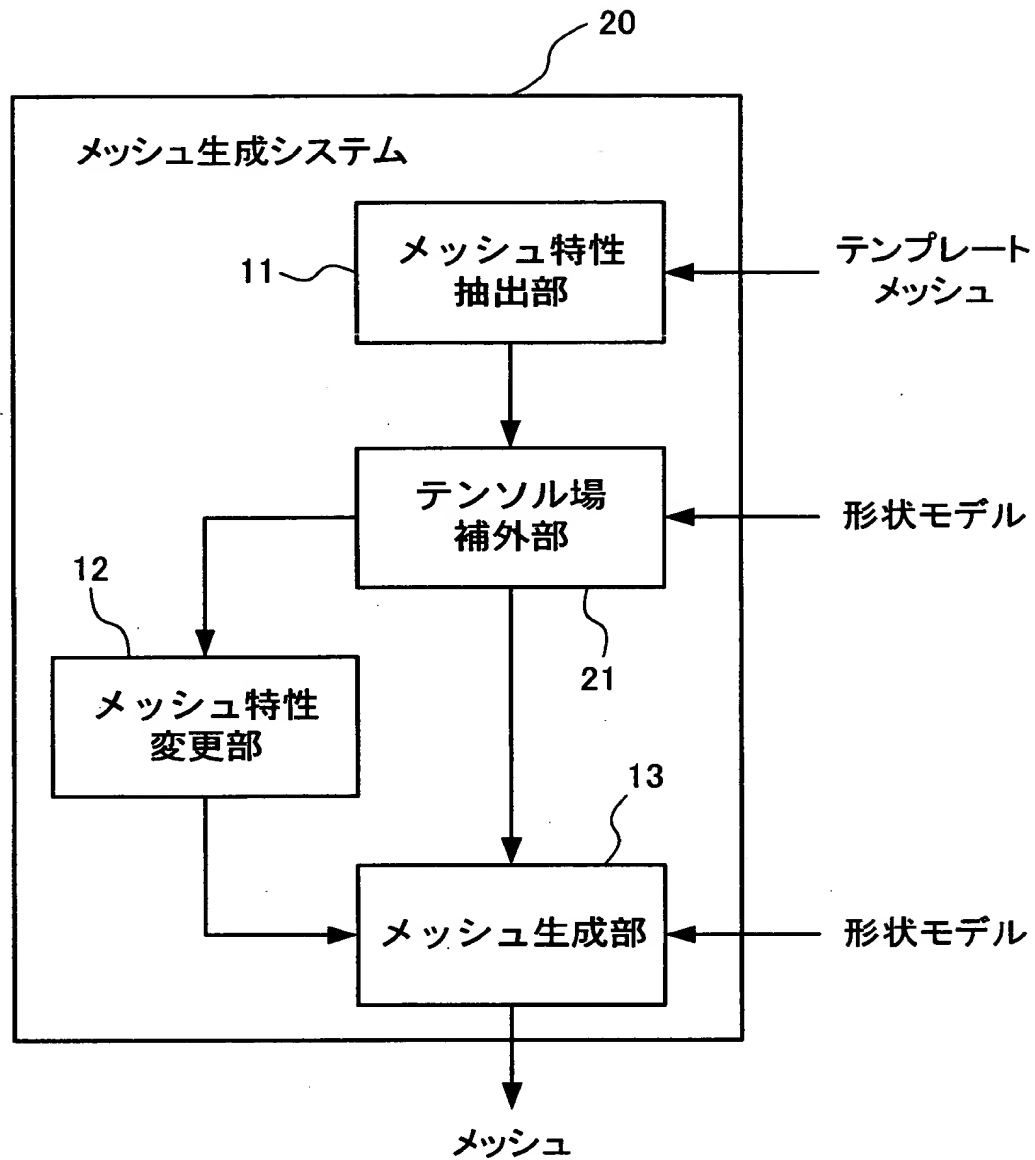 20
メッシュ生成システム
11
メッシュ特性
抽出部
テンプレート
メッシュ
テンソル場
補外部
形状モデル
12
21
メッシュ特性
変更部
13
メッシュ生成部
形状モデル
メッシュ